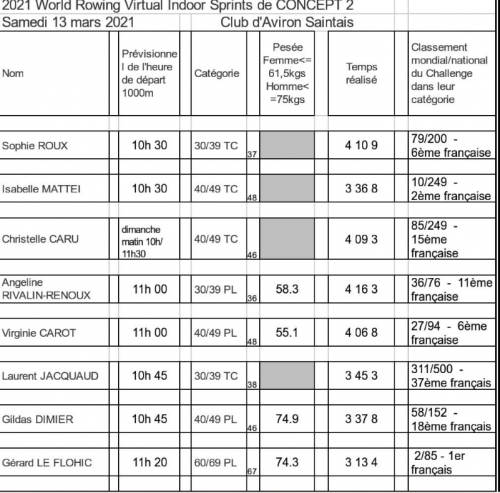 2021 World Rowing Virtual Indoor Sprints de CONCEPT 2
Samedi 13 mars 2021 Club d'Aviron Saintais
Nom
Prévisionne
l de l'heure
de départ
1000m
Catégorie
Pesée
Femme<=
61,5kgs
Homme<
=75kgs
Temps
réalisé
Classement
mondial/national
du Challenge
dans leur
catégorie
Sophie ROUX 10h 30 30/39 TC 37 4 10 9
79/200 -
6ème française
Isabelle MATTEI 10h 30 40/49 TC 48 3 36 8
10/249 -
2ème française
Christelle CARU
dimanche
matin 10h/
11h30
40/49 TC 46 4 09 3
85/249 -
15ème
française
Angeline
RIVALIN-RENOUX
11h 00 30/39 PL 36 58.3 4 16 3
36/76 - 11ème
française
Virginie CAROT 11h 00 40/49 PL 48 55.1 4 06 8
27/94 - 6ème
française
Laurent JACQUAUD 10h 45 30/39 TC 38 3 45 3
311/500 -
37ème français
Gildas DIMIER 10h 45 40/49 PL 46 74.9 3 37 8
58/152 -
18ème français
Gérard LE FLOHIC 11h 20 60/69 PL 67 74.3 3 13 4
2/85 - 1er
français